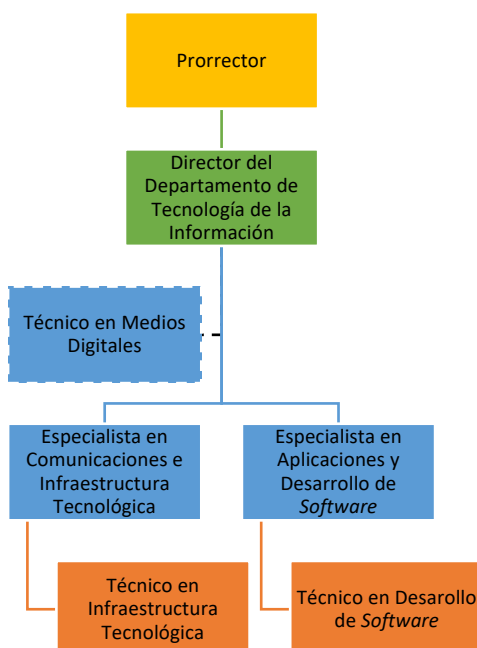 Prorrector
Director del
Departamento de
Tecnología de la
Información
Técnico en Medios
Digitales
Especialista en
Comunicaciones e
Infraestructura
Tecnológica
Especialista en
Aplicaciones y
Desarrollo de
Software
Técnico en
Infraestructura
Tecnológica
Técnico en Desarollo
de Software